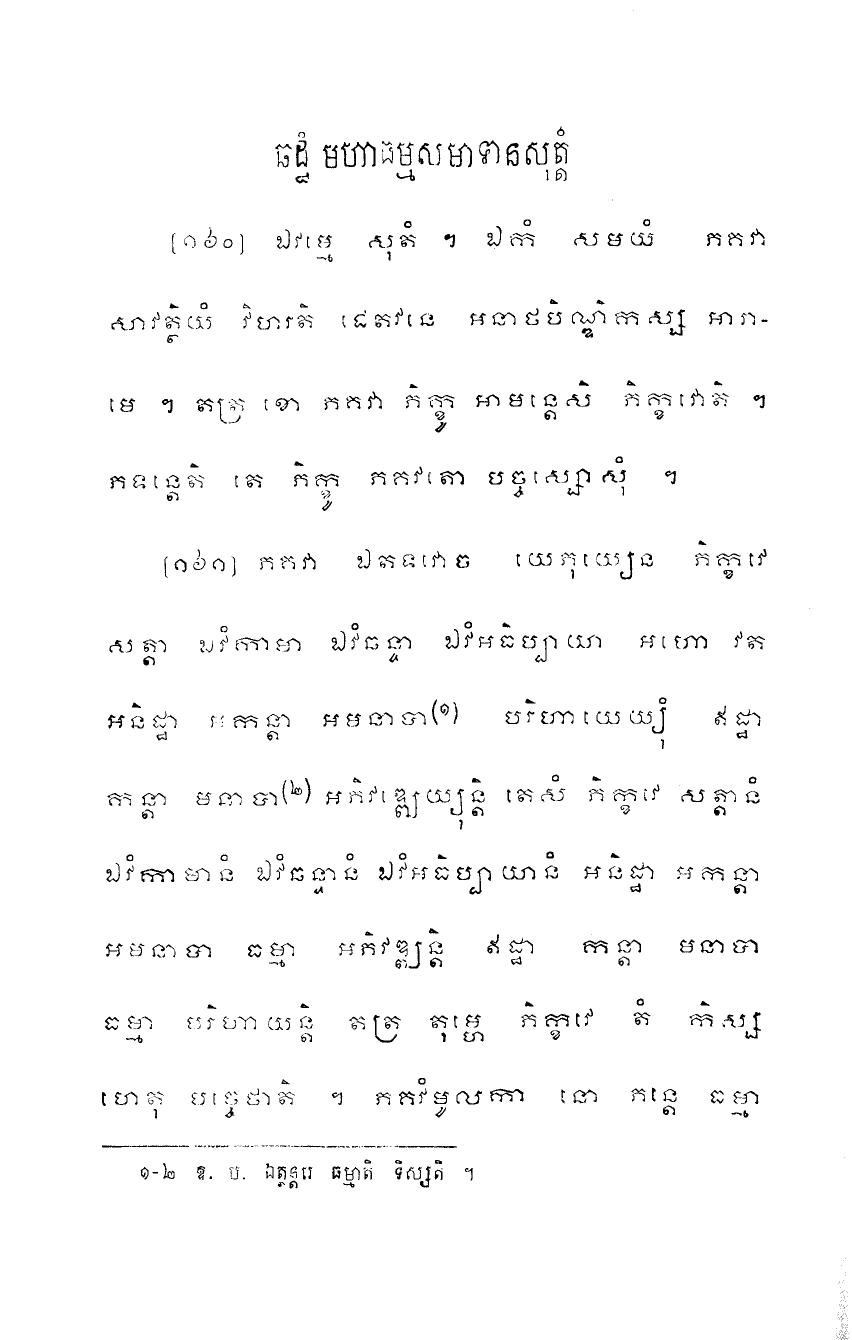 ឆដ្ឋំ មហាធម្មសមាទានសុត្តំ
[១៦០] ឯវម្មេ សុតំ ។ ឯកំ សមយំ ភគវា
សាវត្ថិយំ វិហរតិ ជេតវនេ អនាថបិណ្ឌិកស្ស អារា-
មេ ។ តត្រ ខោ ភគវា ភិក្ខូ អាមន្តេសិ ភិក្ខវោតិ ។
ភទន្តេតិ តេ ភិក្ខូ ភគវតោ បច្ចស្សោសុំ ។
[១៦១] ភគវា ឯតទវោច យេភុយ្យេន ភិក្ខវេ
សត្តា ឯវំកាមា ឯវំឆន្ទា ឯវំអធិប្បាយា អហោ វត
អនិដ្ឋា អកន្តា អមនាបា(១) បរិហាយេយ្យុំ ឥដ្ឋា
កន្តា មនាបា(២) អភិវឌ្ឍេយ្យុន្តិ តេសំ ភិក្ខវេ សត្តានំ
ឯវំកាមានំ ឯវំឆន្ទានំ ឯវំអធិប្បាយានំ អនិដ្ឋា អកន្តា
អមនាបា ធម្មា អភិវឌ្ឍន្តិ ឥដ្ឋា កន្តា មនាបា
ធម្មា បរិហាយន្តិ តត្រ តុម្ហេ ភិក្ខវេ តំ កិស្ស
ហេតុ បច្ចេថាតិ ។ ភគវំមូលកា នោ ភន្តេ ធម្មា
១-២ ឱ. ប. ឯត្ថន្តរេ ធម្មាតិ ទិស្សតិ ។